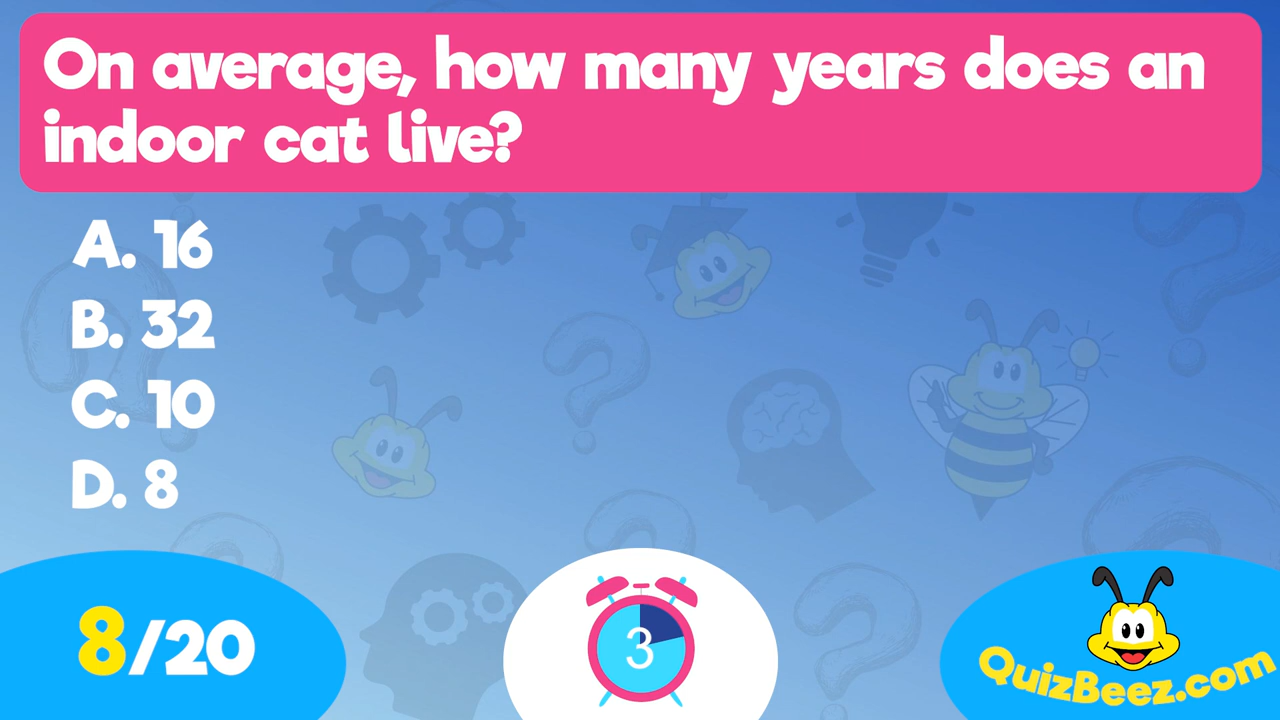 On average, how many years does an
indoor cat live?
A. 16
B. 32
C. 10
D. 8
8/20
3
QuizBeez.com